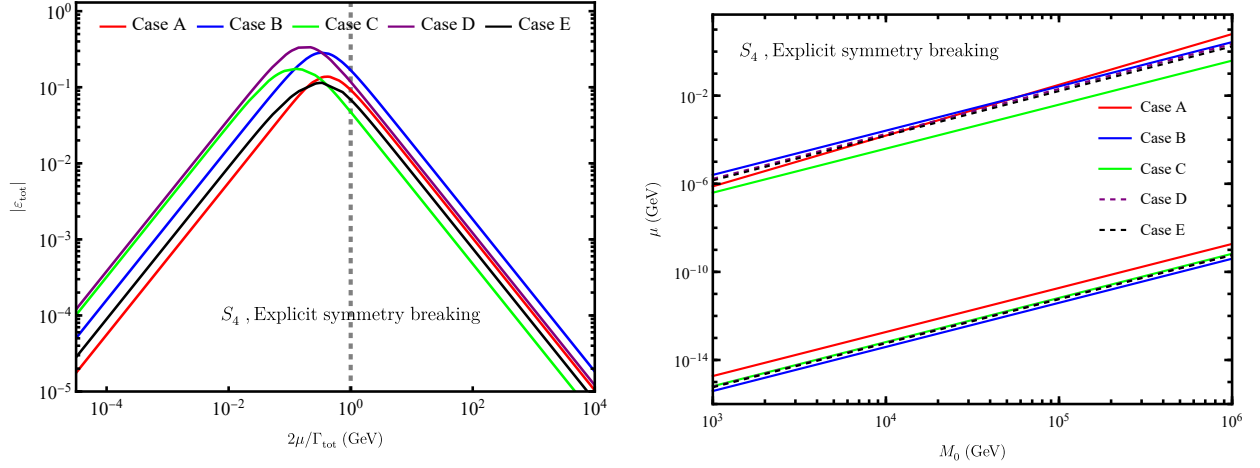 Case A Case B Case C Case D Case E
10^0
10^-1
10^-2
10^-3
10^-4
10^-5
|ε_tot|
S_4 , Explicit symmetry breaking
10^-4 10^-2 10^0 10^2 10^4
2μ/Γ_tot (GeV)
S_4 , Explicit symmetry breaking
Case A
Case B
Case C
Case D
Case E
10^-2
10^-6
10^-10
10^-14
μ (GeV)
10^3 10^4 10^5 10^6
M_0 (GeV)